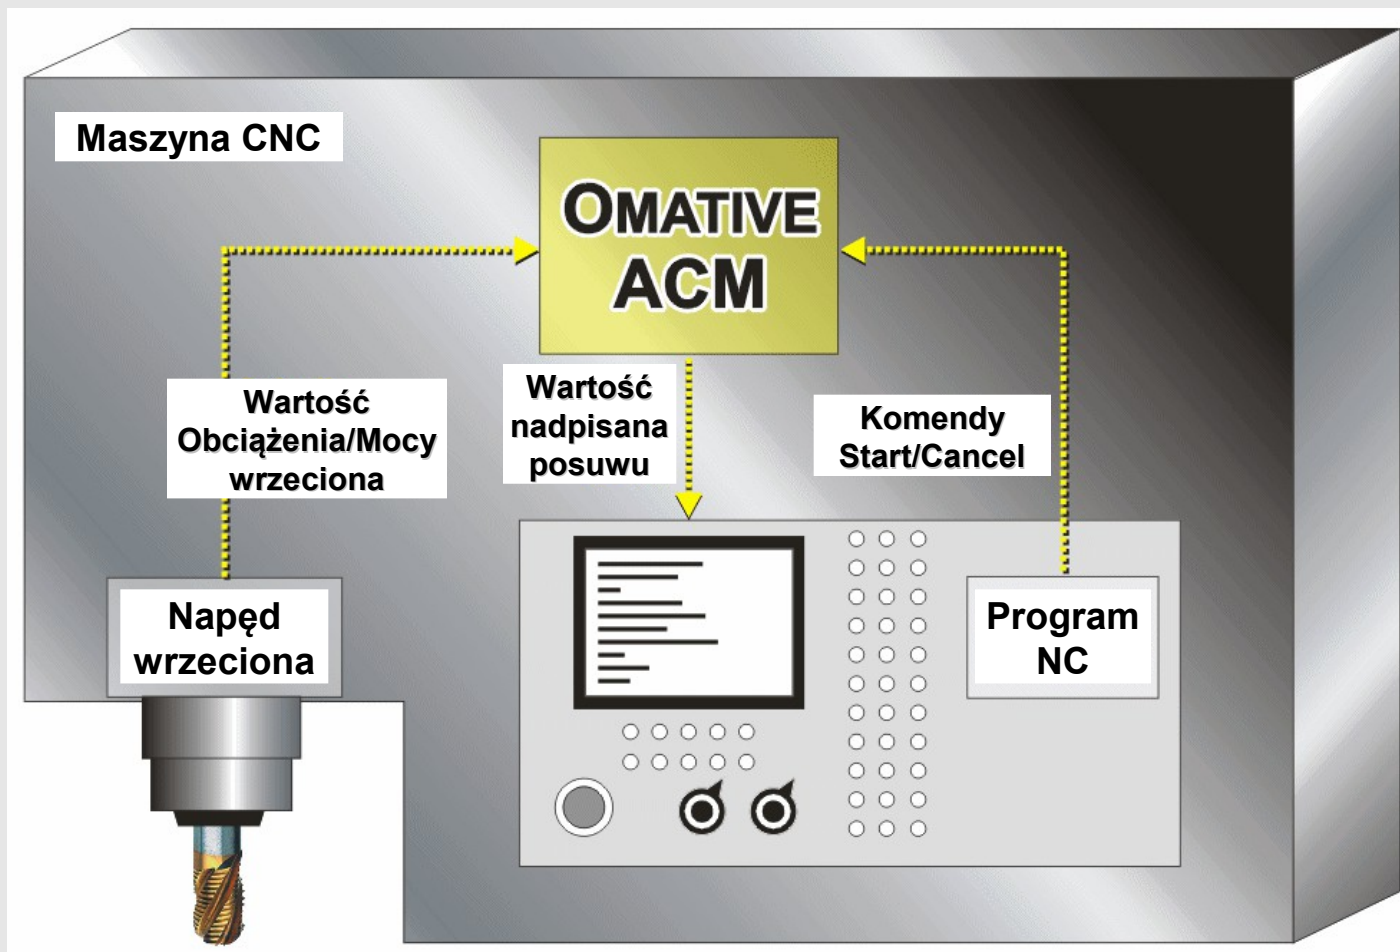 Maszyna CNC
OMATIVE
ACM
Wartość
Obciążenia/Mocy
wrzeciona
Wartość
nadpisana
posuwu
Komendy
Start/Cancel
Napęd
wrzeciona
Program
NC